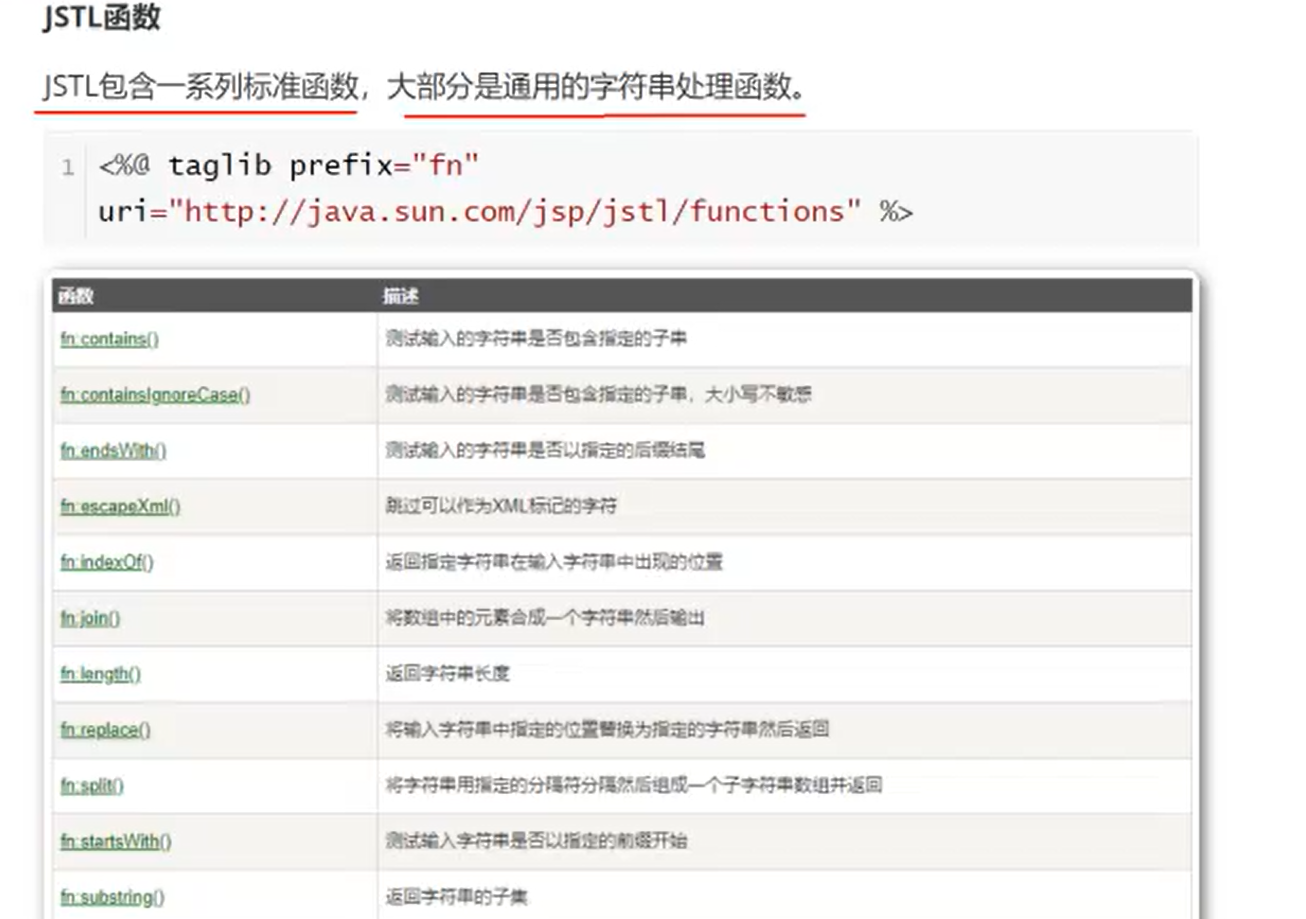 JSTL函数
JSTL包含一系列标准函数，大部分是通用的字符串处理函数。
1 <%@ taglib prefix="fn"
uri="http://java.sun.com/jsp/jstl/functions" %>
函数 描述
fn:contains() 测试输入的字符串是否包含指定的子串
fn:containsIgnoreCase() 测试输入的字符串是否包含指定的子串，大小写不敏感
fn:endsWith() 测试输入的字符串是否以指定的后缀结尾
fn:escapeXml() 跳过可以作为XML标记的字符
fn:indexOf() 返回指定字符串在输入字符串中出现的位置
fn:join() 将数组中的元素合成一个字符串然后输出
fn:length() 返回字符串长度
fn:replace() 将输入字符串中指定的位置替换为指定的字符串然后返回
fn:split() 将字符串用指定的分隔符分隔然后组成一个子字符串数组并返回
fn:startsWith() 测试输入字符串是否以指定的前缀开始
fn:substring() 返回字符串的子集